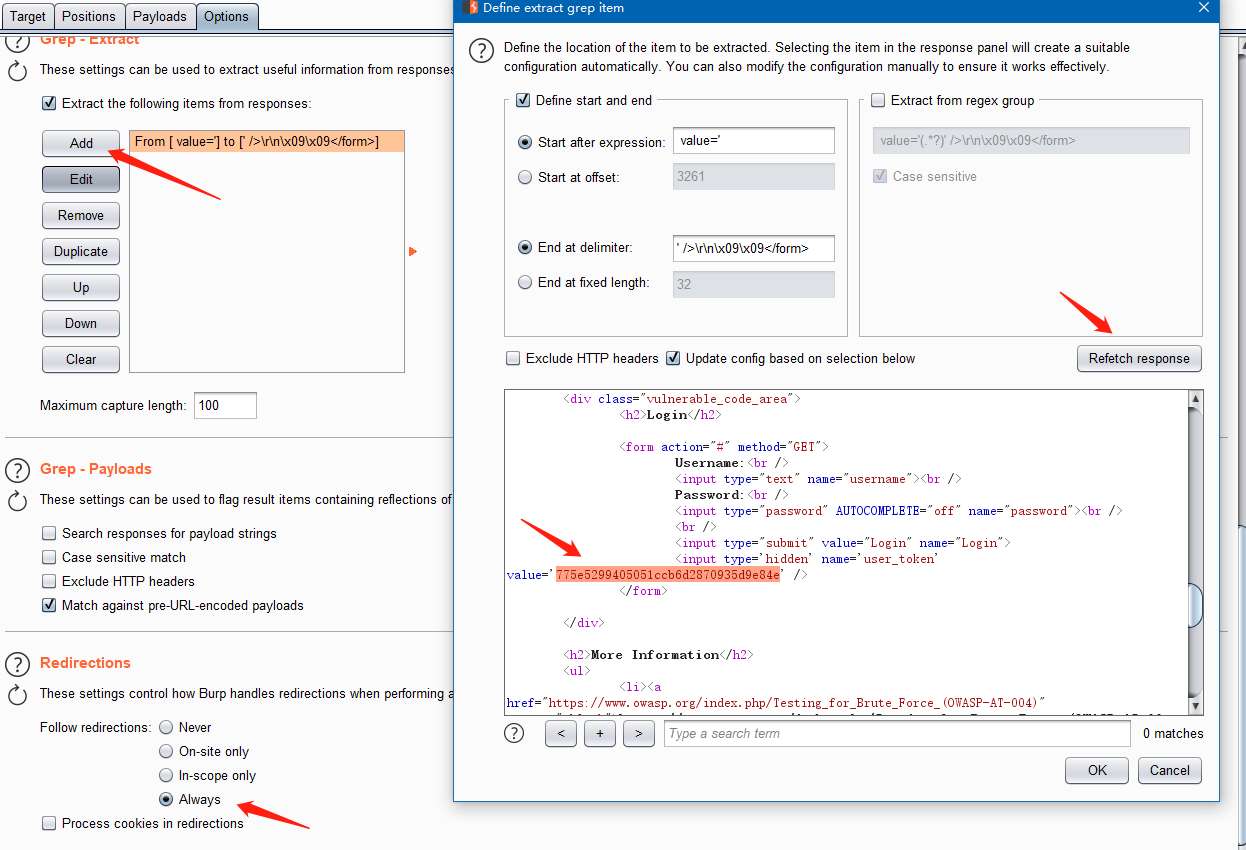 Target Positions Payloads Options
Grep - Extract
These settings can be used to extract useful information from responses
Extract the following items from responses:
Add
Edit
Remove
Duplicate
Up
Down
Clear
From [ value='] to [' />\r\n\x09\x09</form>]
Maximum capture length: 100
Grep - Payloads
These settings can be used to flag result items containing reflections of
Search responses for payload strings
Case sensitive match
Exclude HTTP headers
Match against pre-URL-encoded payloads
Redirections
These settings control how Burp handles redirections when performing a
Follow redirections: Never
On-site only
In-scope only
Always
Process cookies in redirections
Define extract grep item
Define the location of the item to be extracted. Selecting the item in the response panel will create a suitable
configuration automatically. You can also modify the configuration manually to ensure it works effectively.
Define start and end
Start after expression: value='
Start at offset: 3261
End at delimiter: ' />\r\n\x09\x09</form>
End at fixed length: 32
Extract from regex group
value='(.*?)' />\r\n\x09\x09</form>
Case sensitive
Exclude HTTP headers Update config based on selection below Refetch response
<div class="vulnerable_code_area">
<h2>Login</h2>
<form action="#" method="GET">
Username:<br />
<input type="text" name="username"><br />
Password:<br />
<input type="password" AUTOCOMPLETE="off" name="password"><br />
<br />
<input type="submit" value="Login" name="Login">
<input type='hidden' name='user_token'
value='775e5299405051ccb6d2870935d9e84e' />
</form>
</div>
<h2>More Information</h2>
<ul>
<li><a
href="https://www.owasp.org/index.php/Testing_for_Brute_Force_(OWASP-AT-004)"
< + > Type a search term 0 matches
OK Cancel